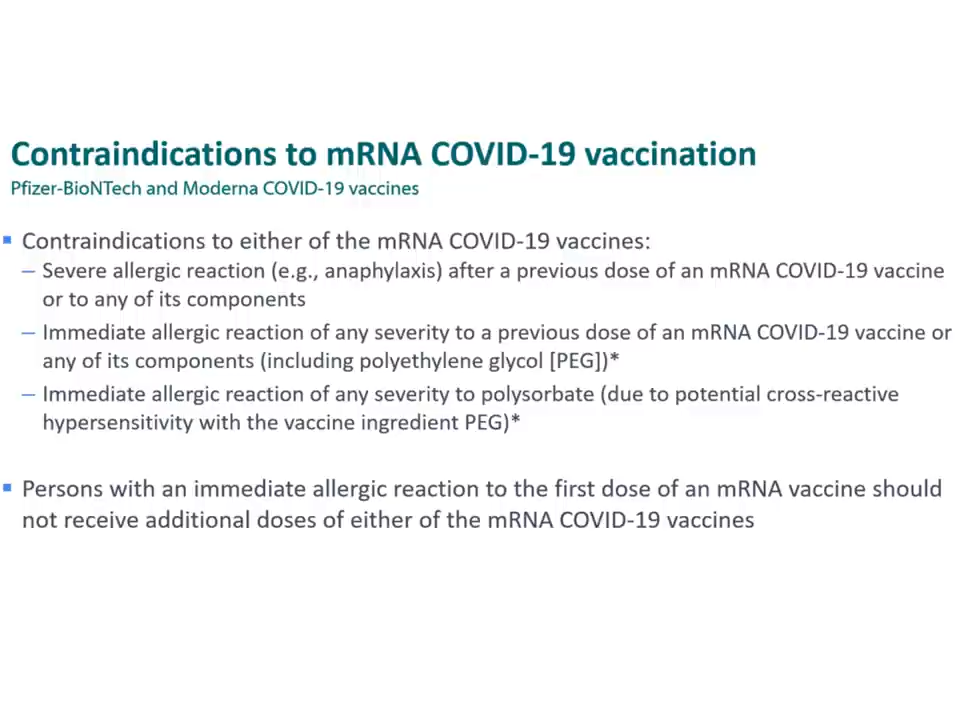 Contraindications to mRNA COVID-19 vaccination
Pfizer-BioNTech and Moderna COVID-19 vaccines
▪ Contraindications to either of the mRNA COVID-19 vaccines:
– Severe allergic reaction (e.g., anaphylaxis) after a previous dose of an mRNA COVID-19 vaccine
or to any of its components
– Immediate allergic reaction of any severity to a previous dose of an mRNA COVID-19 vaccine or
any of its components (including polyethylene glycol [PEG])*
– Immediate allergic reaction of any severity to polysorbate (due to potential cross-reactive
hypersensitivity with the vaccine ingredient PEG)*
▪ Persons with an immediate allergic reaction to the first dose of an mRNA vaccine should
not receive additional doses of either of the mRNA COVID-19 vaccines